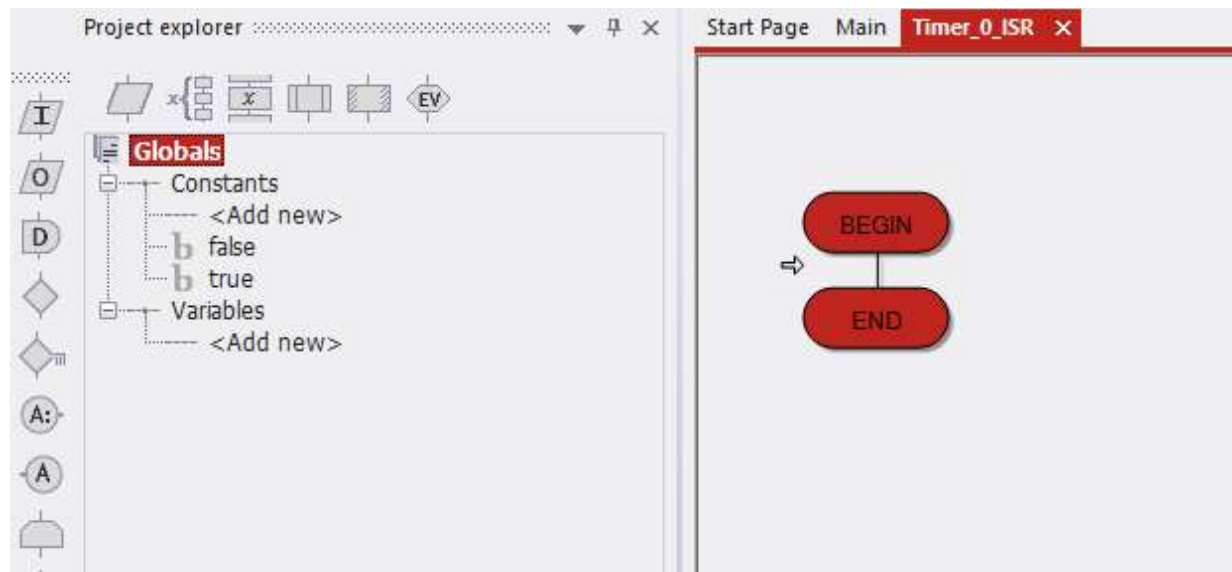 Project explorer
Start Page Main Timer_0_ISR
I
x x EV
O
Globals
Constants
D
<Add new>
b false
b true
Variables
<Add new>
A:
A
BEGIN
END